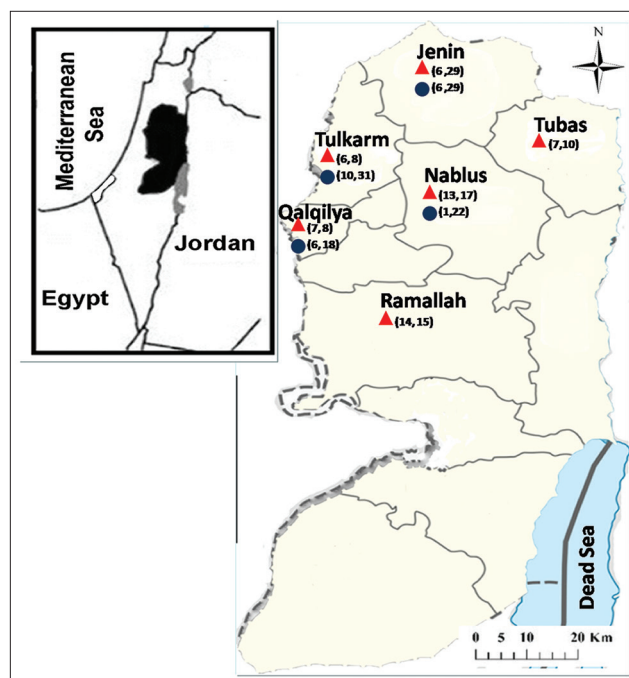 Mediterranean
Sea
Jordan
Egypt
N
Jenin
(6,29)
(6,29)
Tubas
(7,10)
Tulkarm
(6,8)
(10,31)
Nablus
(13,17)
(1,22)
Qalqilya
(7,8)
(6,18)
Ramallah
(14,15)
Dead Sea
0 5 10 20 Km